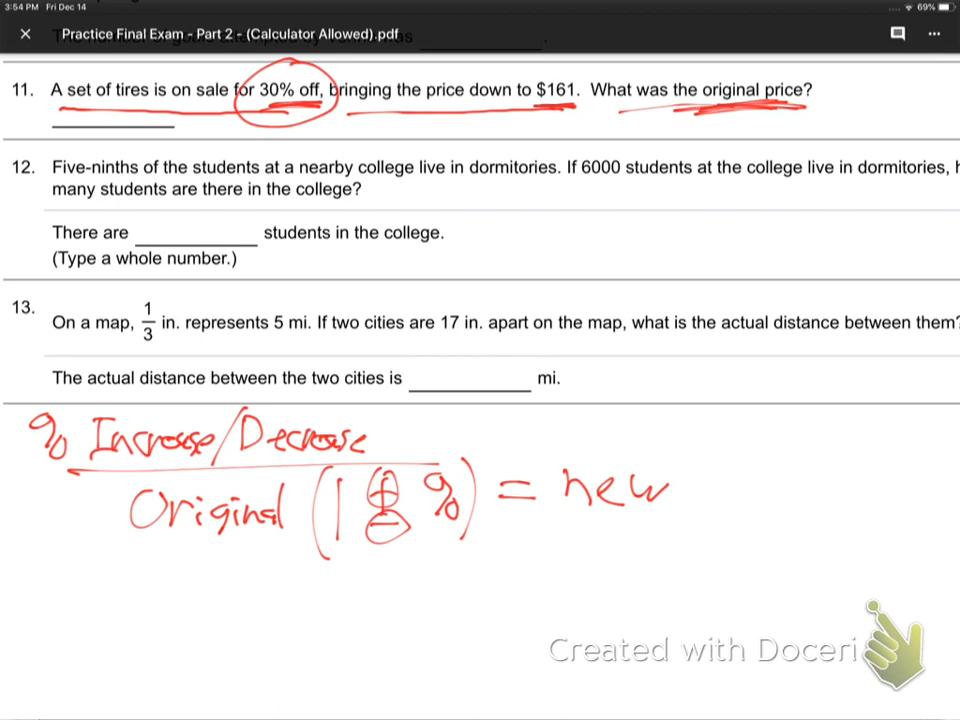 3:54 PM Fri Dec 14 69%
Practice Final Exam - Part 2 - (Calculator Allowed).pdf
11. A set of tires is on sale for 30% off, bringing the price down to $161. What was the original price?
12. Five-ninths of the students at a nearby college live in dormitories. If 6000 students at the college live in dormitories, h
many students are there in the college?
There are ____________ students in the college.
(Type a whole number.)
13. On a map, 1/3 in. represents 5 mi. If two cities are 17 in. apart on the map, what is the actual distance between them?
The actual distance between the two cities is ____________ mi.
% Increase/Decrease
Original (1 ± %) = new
Created with Doceri